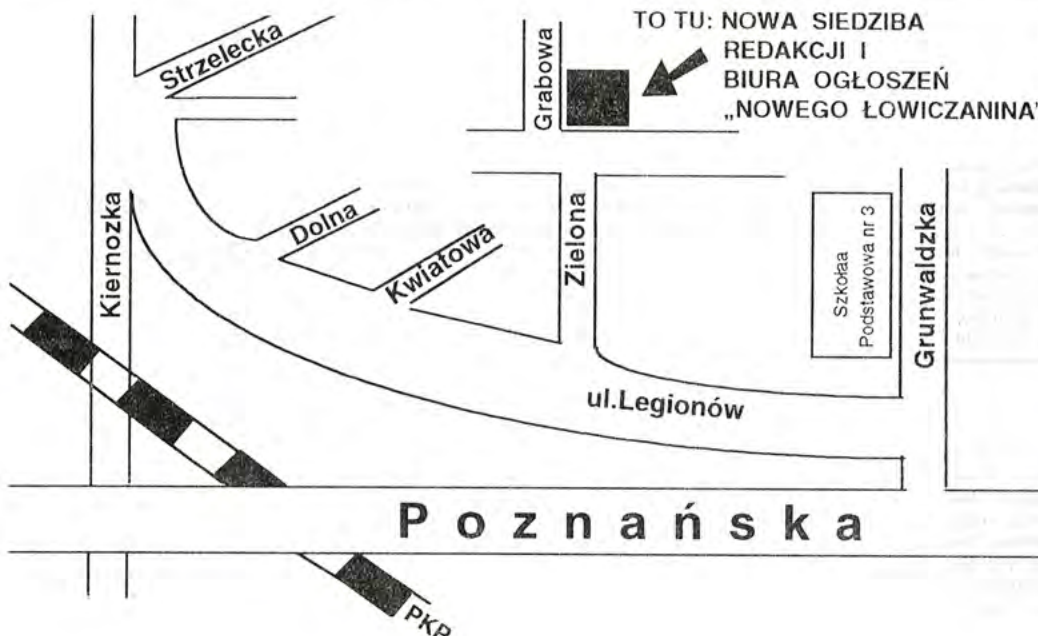 TO TU: NOWA SIEDZIBA
REDAKCJI I
BIURA OGŁOSZEŃ
„NOWEGO ŁOWICZANINA"
Strzelecka
Grabowa
Kiernozka
Dolna
Kwiatowa
Zielona
Szkołaa
Podstawowa nr 3
Grunwaldzka
ul.Legionów
Poznańska
PKP